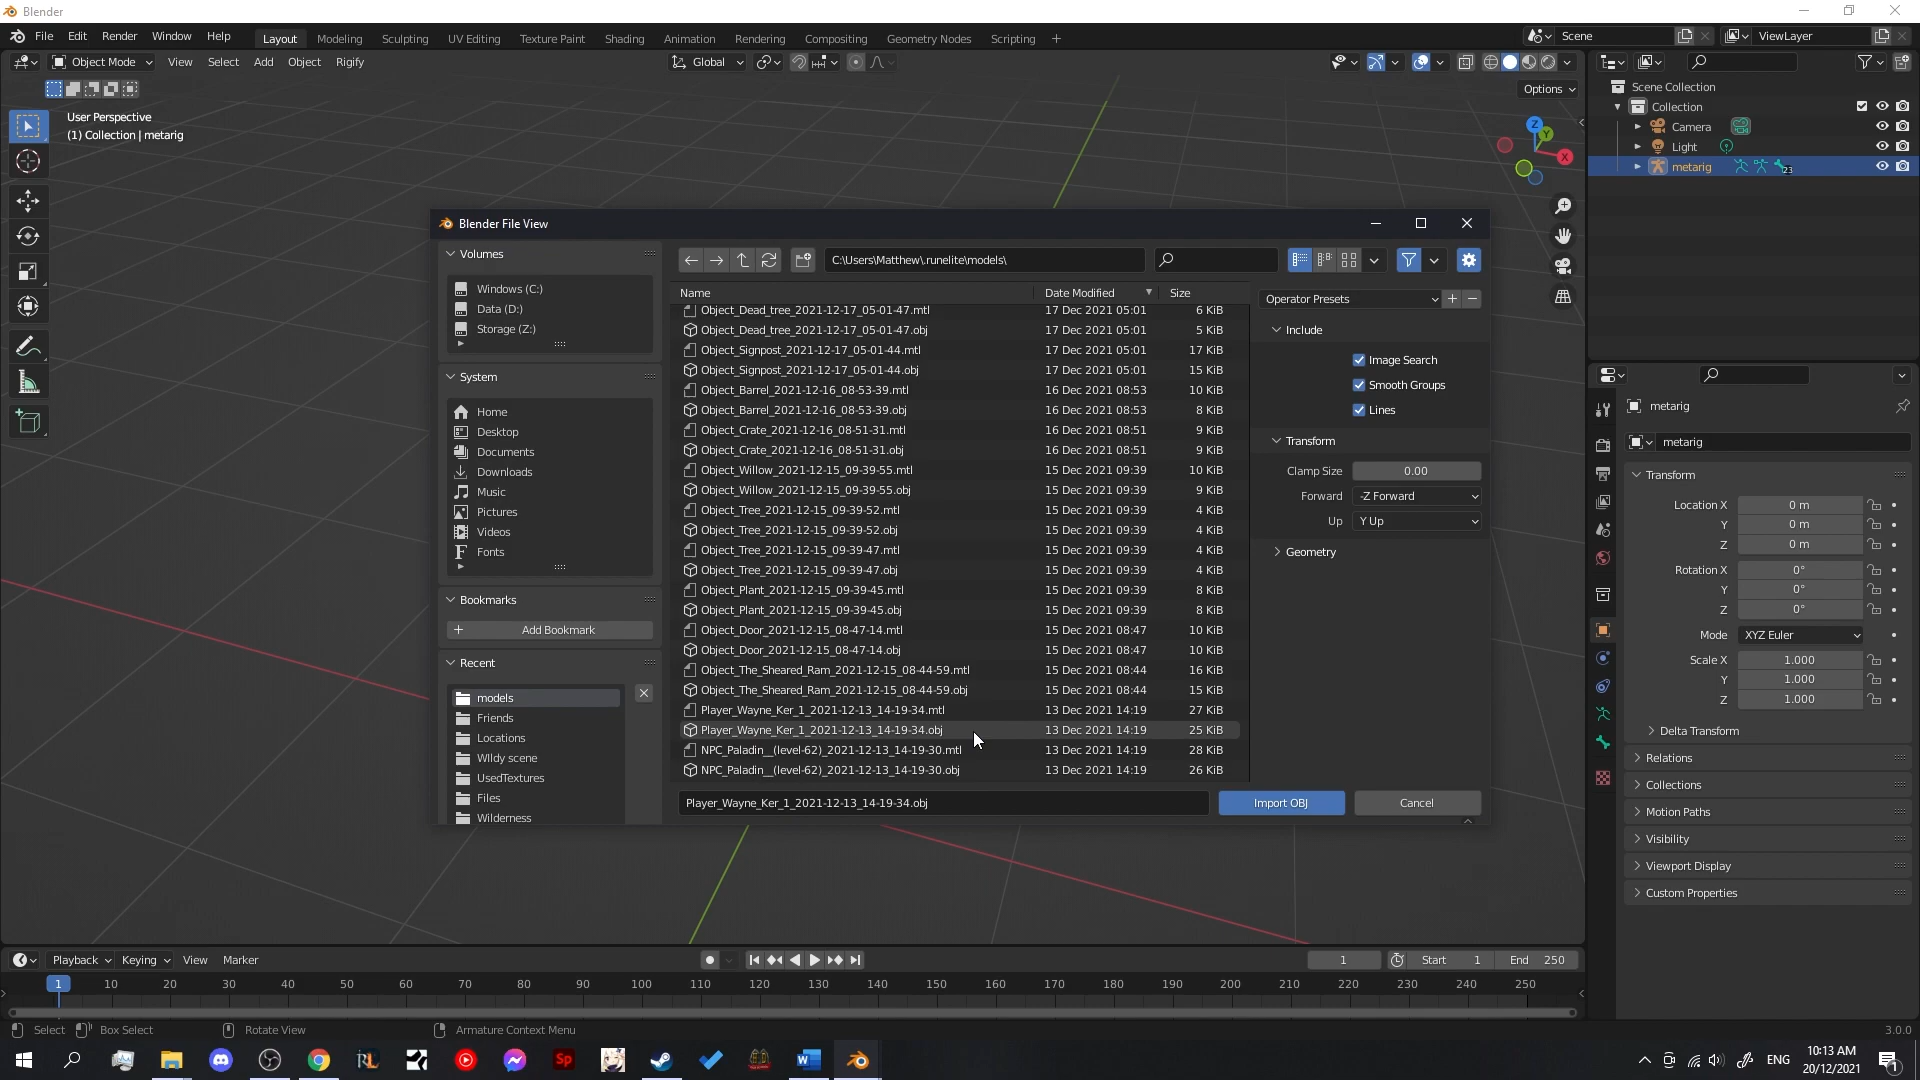 Blender
File Edit Render Window Help Layout Modeling Sculpting UV Editing Texture Paint Shading Animation Rendering Compositing Geometry Nodes Scripting + Scene ViewLayer
Object Mode View Select Add Object Rigify Global
Options
User Perspective
(1) Collection | metarig
Z
Y
X
Scene Collection
Collection
Camera
Light
metarig 23
Blender File View
Volumes
Windows (C:)
Data (D:)
Storage (Z:)
System
Home
Desktop
Documents
Downloads
Music
Pictures
Videos
Fonts
Bookmarks
+ Add Bookmark
Recent
models
Friends
Locations
WIldy scene
UsedTextures
Files
Wilderness
C:\Users\Matthew\.runelite\models\
Name Date Modified Size
Object_Dead_tree_2021-12-17_05-01-47.mtl 17 Dec 2021 05:01 6 KiB
Object_Dead_tree_2021-12-17_05-01-47.obj 17 Dec 2021 05:01 5 KiB
Object_Signpost_2021-12-17_05-01-44.mtl 17 Dec 2021 05:01 17 KiB
Object_Signpost_2021-12-17_05-01-44.obj 17 Dec 2021 05:01 15 KiB
Object_Barrel_2021-12-16_08-53-39.mtl 16 Dec 2021 08:53 10 KiB
Object_Barrel_2021-12-16_08-53-39.obj 16 Dec 2021 08:53 8 KiB
Object_Crate_2021-12-16_08-51-31.mtl 16 Dec 2021 08:51 9 KiB
Object_Crate_2021-12-16_08-51-31.obj 16 Dec 2021 08:51 9 KiB
Object_Willow_2021-12-15_09-39-55.mtl 15 Dec 2021 09:39 10 KiB
Object_Willow_2021-12-15_09-39-55.obj 15 Dec 2021 09:39 9 KiB
Object_Tree_2021-12-15_09-39-52.mtl 15 Dec 2021 09:39 4 KiB
Object_Tree_2021-12-15_09-39-52.obj 15 Dec 2021 09:39 4 KiB
Object_Tree_2021-12-15_09-39-47.mtl 15 Dec 2021 09:39 4 KiB
Object_Tree_2021-12-15_09-39-47.obj 15 Dec 2021 09:39 4 KiB
Object_Plant_2021-12-15_09-39-45.mtl 15 Dec 2021 09:39 8 KiB
Object_Plant_2021-12-15_09-39-45.obj 15 Dec 2021 09:39 8 KiB
Object_Door_2021-12-15_08-47-14.mtl 15 Dec 2021 08:47 10 KiB
Object_Door_2021-12-15_08-47-14.obj 15 Dec 2021 08:47 10 KiB
Object_The_Sheared_Ram_2021-12-15_08-44-59.mtl 15 Dec 2021 08:44 16 KiB
Object_The_Sheared_Ram_2021-12-15_08-44-59.obj 15 Dec 2021 08:44 15 KiB
Player_Wayne_Ker_1_2021-12-13_14-19-34.mtl 13 Dec 2021 14:19 27 KiB
Player_Wayne_Ker_1_2021-12-13_14-19-34.obj 13 Dec 2021 14:19 25 KiB
NPC_Paladin__(level-62)_2021-12-13_14-19-30.mtl 13 Dec 2021 14:19 28 KiB
NPC_Paladin__(level-62)_2021-12-13_14-19-30.obj 13 Dec 2021 14:19 26 KiB
Player_Wayne_Ker_1_2021-12-13_14-19-34.obj Import OBJ Cancel
Operator Presets + −
Include
Image Search
Smooth Groups
Lines
Transform
Clamp Size 0.00
Forward -Z Forward
Up Y Up
Geometry
metarig
metarig
Transform
Location X 0 m
Y 0 m
Z 0 m
Rotation X 0°
Y 0°
Z 0°
Mode XYZ Euler
Scale X 1.000
Y 1.000
Z 1.000
Delta Transform
Relations
Collections
Motion Paths
Visibility
Viewport Display
Custom Properties
Playback Keying View Marker 1 Start 1 End 250
1 10 20 30 40 50 60 70 80 90 100 110 120 130 140 150 160 170 180 190 200 210 220 230 240 250
Select Box Select Rotate View Armature Context Menu 3.0.0
RL Sp W ENG 10:13 AM
20/12/2021 1